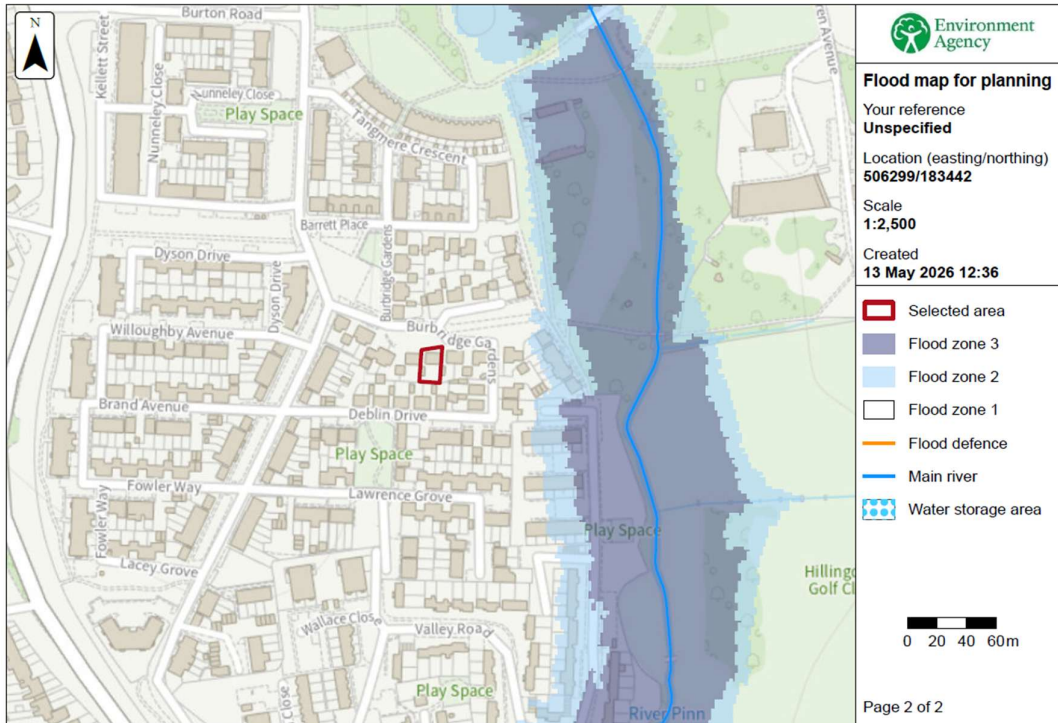 N
Burton Road
Kellett Street
Nunneley Close
Nunneley Close
Play Space
Tangmere Crescent
Barrett Place
Dyson Drive
Dyson Drive
Burbridge Gardens
Willoughby Avenue
Burbridge Gardens
Brand Avenue
Deblin Drive
Play Space
Fowler Way
Fowler Way
Lawrence Grove
Play Space
Lacey Grove
Wallace Close
Valley Road
Close
Play Space
River Pinn
Hilling
Golf Cl
ren Avenue
Environment
Agency
Flood map for planning
Your reference
Unspecified
Location (easting/northing)
506299/183442
Scale
1:2,500
Created
13 May 2026 12:36
Selected area
Flood zone 3
Flood zone 2
Flood zone 1
Flood defence
Main river
Water storage area
0 20 40 60m
Page 2 of 2